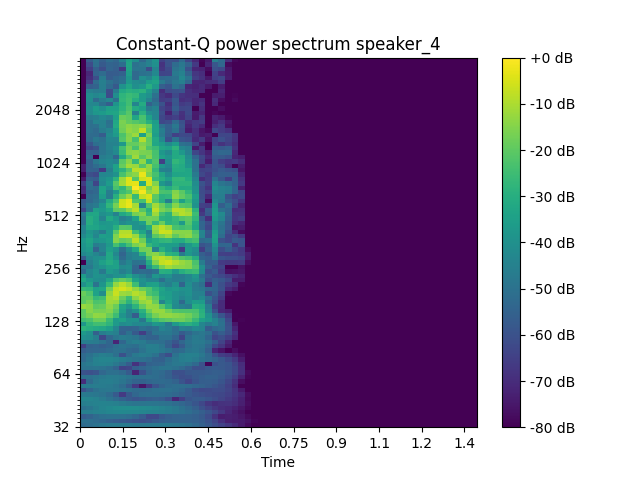 Constant-Q power spectrum speaker_4
Hz
2048
1024
512
256
128
64
32
0 0.15 0.3 0.45 0.6 0.75 0.9 1.1 1.2 1.4
Time
+0 dB
-10 dB
-20 dB
-30 dB
-40 dB
-50 dB
-60 dB
-70 dB
-80 dB